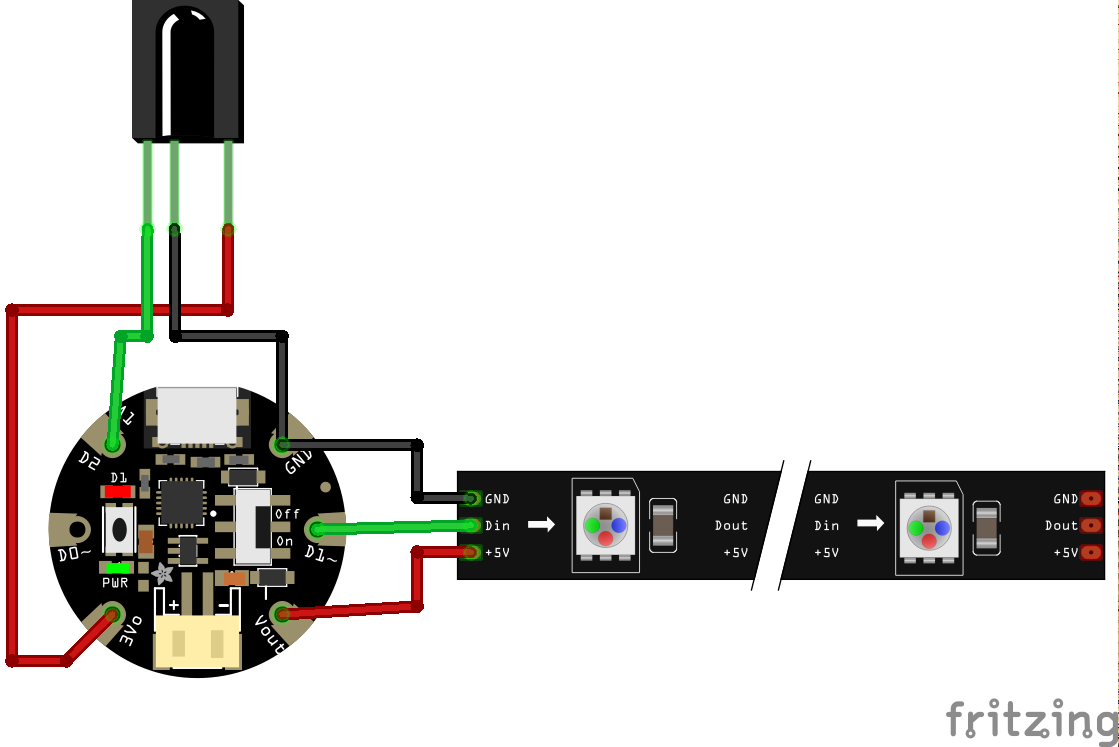 D2
A1
GND
D1
Off
On
D0~
D1~
PWR
+
-
3Vo
Vout
GND
Din
+5V
GND
Dout
+5V
GND
Din
+5V
GND
Dout
+5V
fritzing